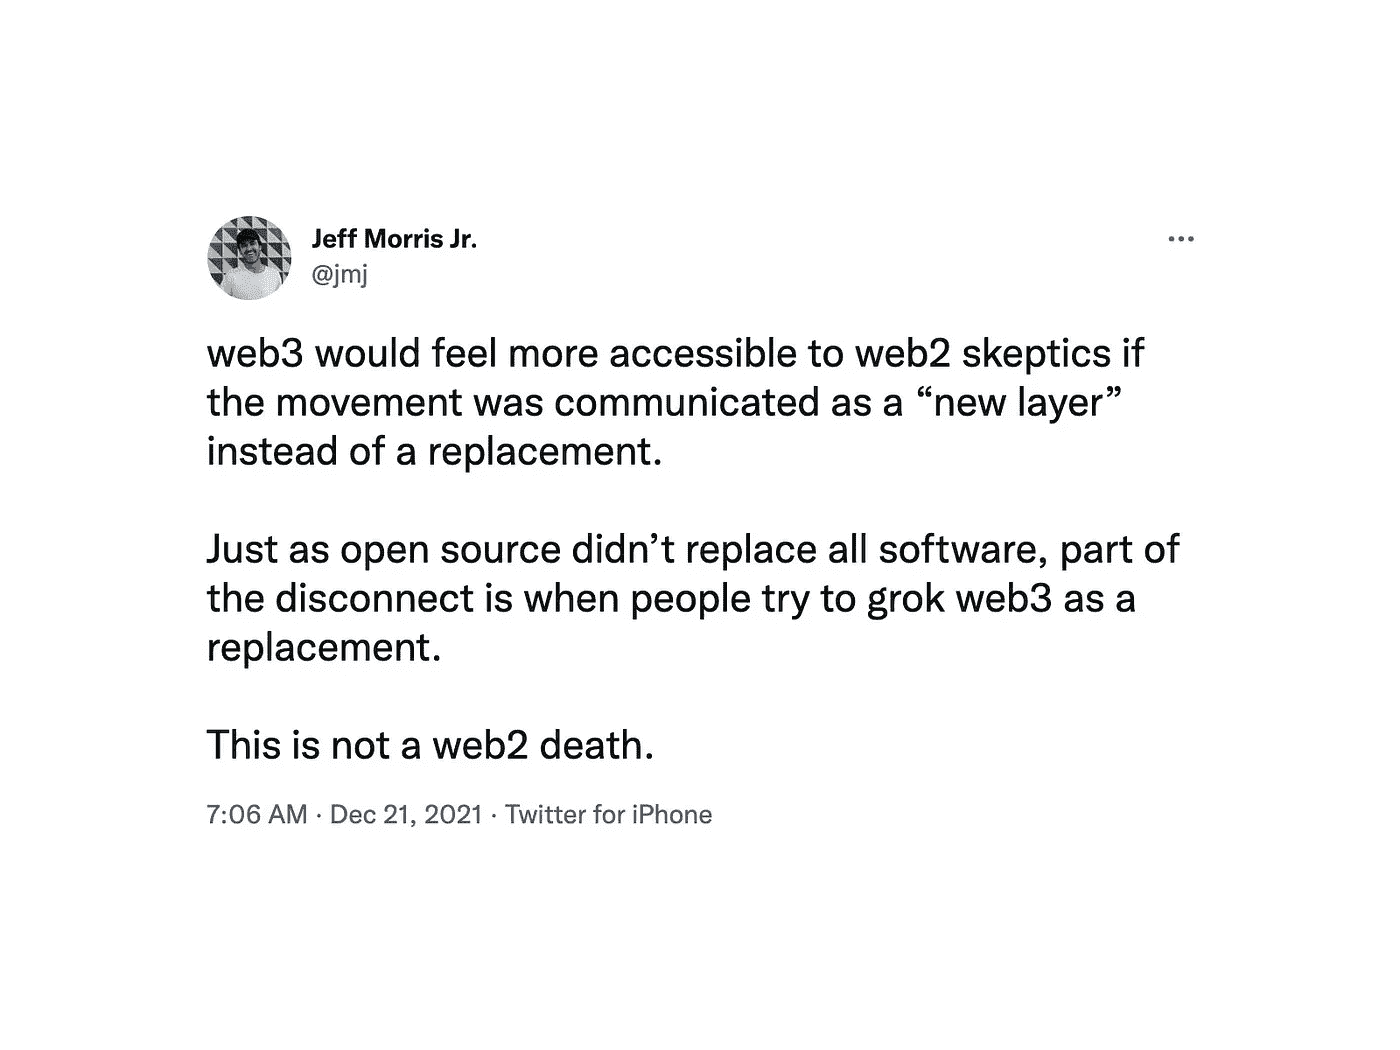 Jeff Morris Jr.
@jmj
web3 would feel more accessible to web2 skeptics if
the movement was communicated as a “new layer”
instead of a replacement.
Just as open source didn’t replace all software, part of
the disconnect is when people try to grok web3 as a
replacement.
This is not a web2 death.
7:06 AM · Dec 21, 2021 · Twitter for iPhone